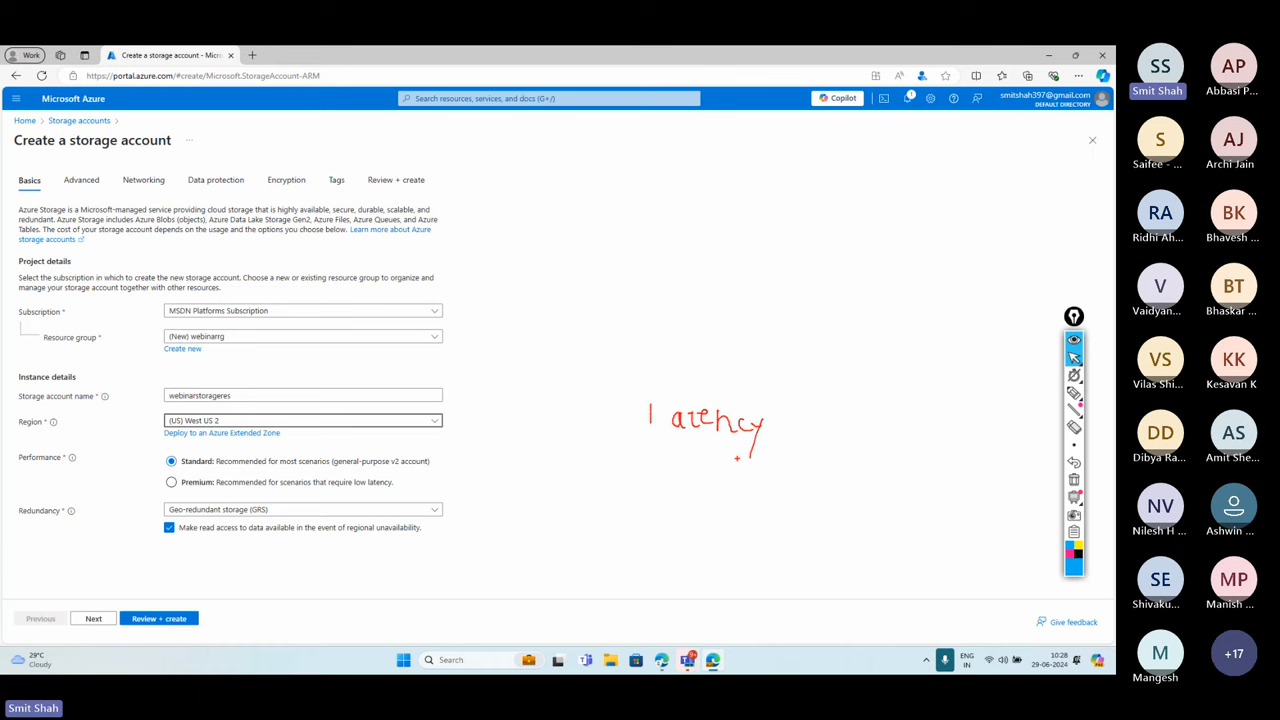 Work
Create a storage account - Micr
https://portal.azure.com/#create/Microsoft.StorageAccount-ARM
Microsoft Azure
Search resources, services, and docs (G+/)
Copilot
1
smitshah397@gmail.com
DEFAULT DIRECTORY
Home > Storage accounts >
Create a storage account ...
Basics Advanced Networking Data protection Encryption Tags Review + create
Azure Storage is a Microsoft-managed service providing cloud storage that is highly available, secure, durable, scalable, and
redundant. Azure Storage includes Azure Blobs (objects), Azure Data Lake Storage Gen2, Azure Files, Azure Queues, and Azure
Tables. The cost of your storage account depends on the usage and the options you choose below. Learn more about Azure
storage accounts
Project details
Select the subscription in which to create the new storage account. Choose a new or existing resource group to organize and
manage your storage account together with other resources.
Subscription * MSDN Platforms Subscription
Resource group * (New) webinarrg
Create new
Instance details
Storage account name * webinarstorageres
Region * (US) West US 2
Deploy to an Azure Extended Zone
Performance * Standard: Recommended for most scenarios (general-purpose v2 account)
Premium: Recommended for scenarios that require low latency.
Redundancy * Geo-redundant storage (GRS)
Make read access to data available in the event of regional unavailability.
latency
Previous Next Review + create
Give feedback
29°C
Cloudy
Search
ENG
IN
10:28
29-06-2024
SS
Smit Shah
AP
Abbasi P...
S
Saifee - ...
AJ
Archi Jain
RA
Ridhi Ah...
BK
Bhavesh ...
V
Vaidyan...
BT
Bhaskar ...
VS
Vilas Shi...
KK
Kesavan K
DD
Dibya Ra...
AS
Amit She...
NV
Nilesh H ...
Ashwin ...
SE
Shivaku...
MP
Manish ...
M
Mangesh
+17
Smit Shah